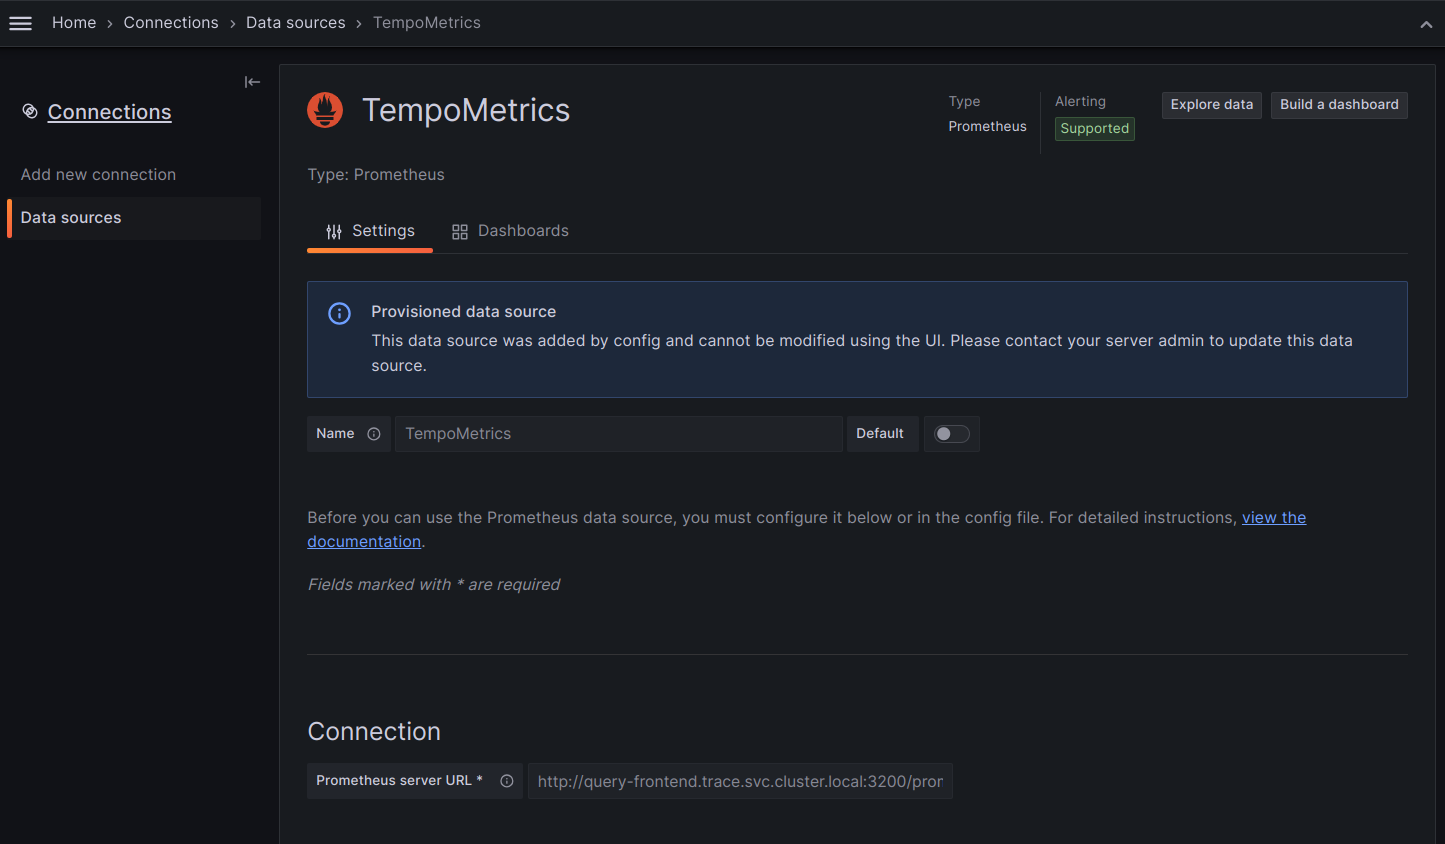 Home › Connections › Data sources › TempoMetrics
Connections
Add new connection
Data sources
TempoMetrics
Type
Prometheus
Alerting
Supported
Explore data
Build a dashboard
Type: Prometheus
Settings
Dashboards
Provisioned data source
This data source was added by config and cannot be modified using the UI. Please contact your server admin to update this data
source.
Name
TempoMetrics
Default
Before you can use the Prometheus data source, you must configure it below or in the config file. For detailed instructions, view the
documentation.
Fields marked with * are required
Connection
Prometheus server URL *
http://query-frontend.trace.svc.cluster.local:3200/pror